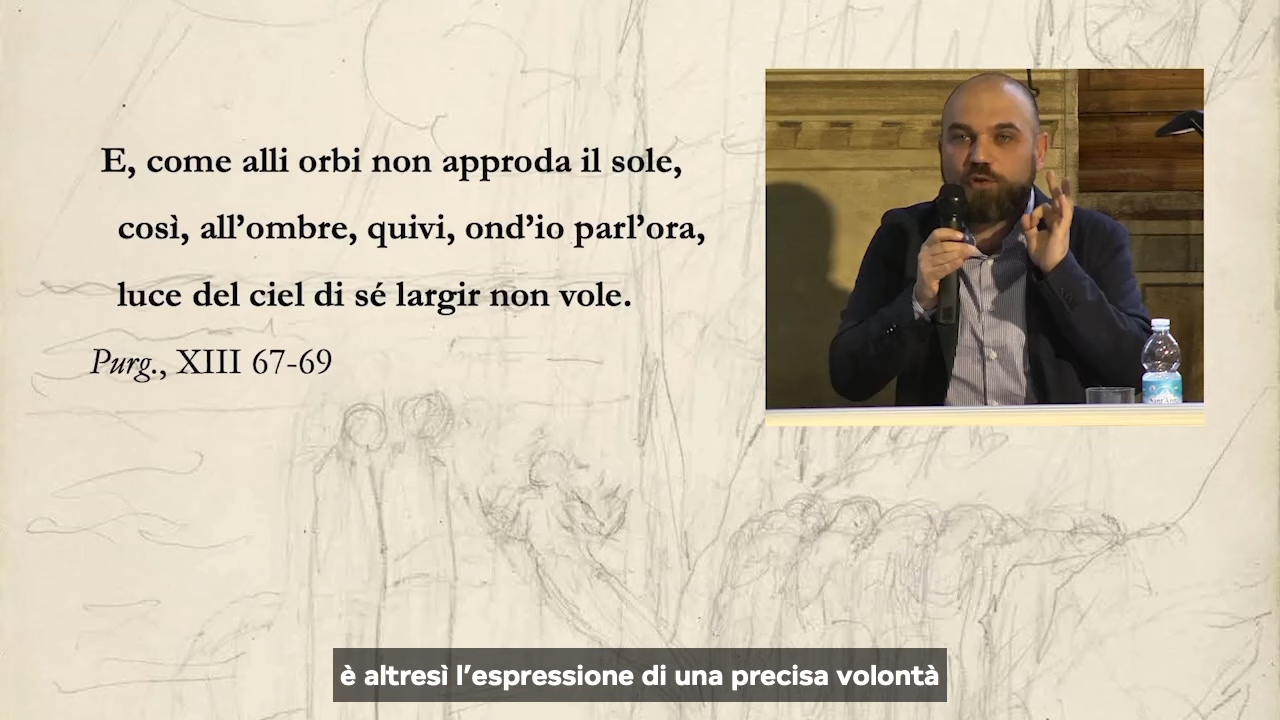 E, come alli orbi non approda il sole,
così, all’ombre, quivi, ond’io parl’ora,
luce del ciel di sé largir non vole.
Purg., XIII 67-69
è altresì l’espressione di una precisa volontà